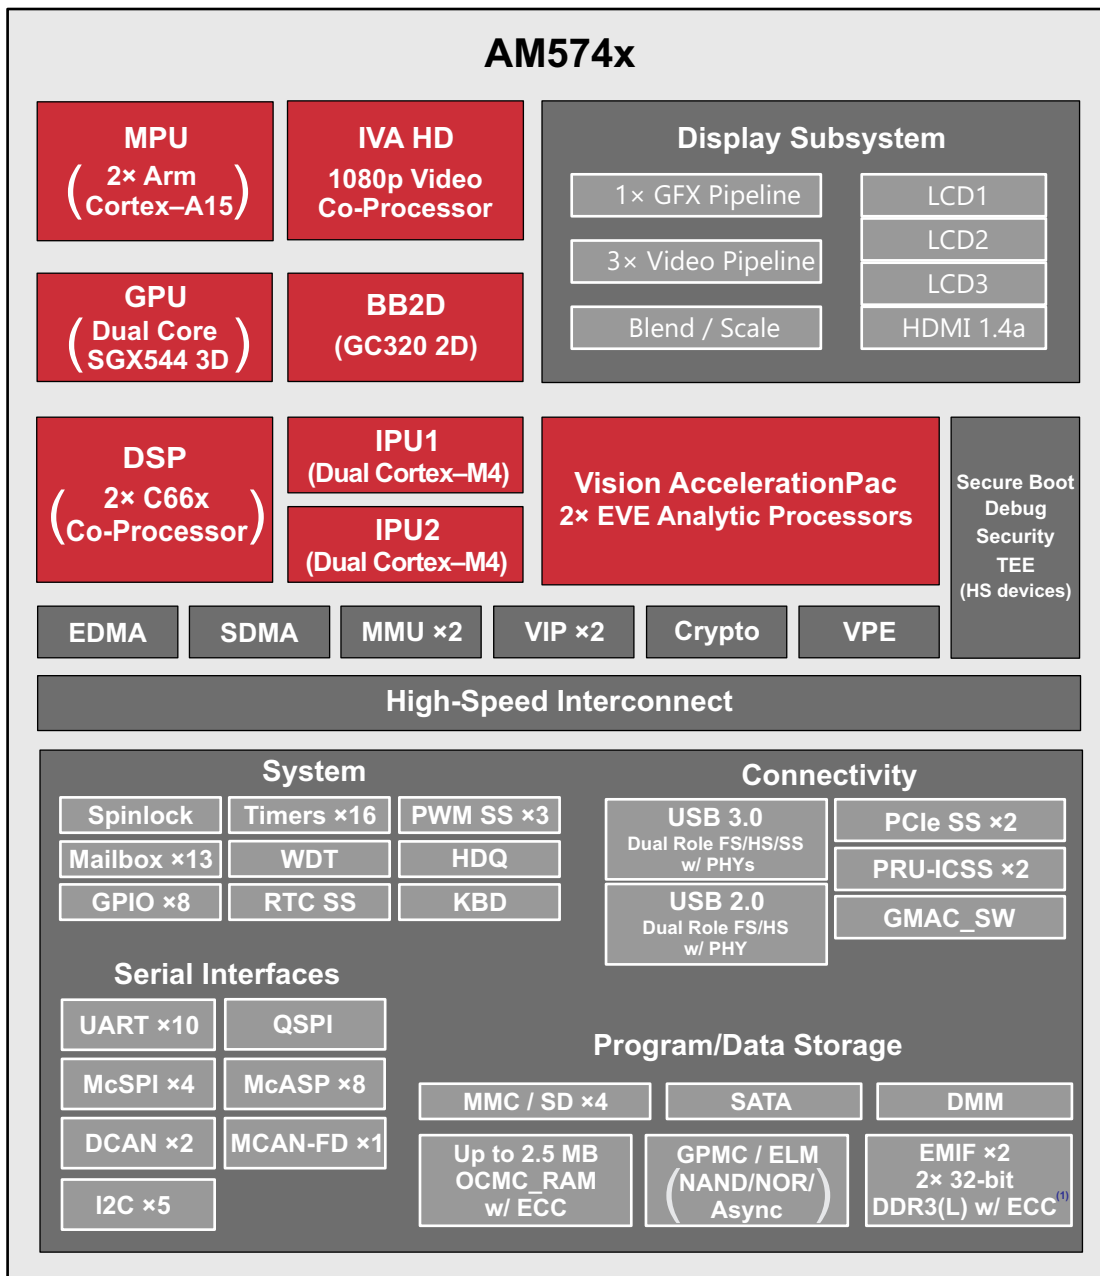 AM574x
MPU
(2× Arm
Cortex–A15)
IVA HD
1080p Video
Co-Processor
Display Subsystem
1× GFX Pipeline
3× Video Pipeline
Blend / Scale
LCD1
LCD2
LCD3
HDMI 1.4a
GPU
(Dual Core
SGX544 3D)
BB2D
(GC320 2D)
DSP
(2× C66x
Co-Processor)
IPU1
(Dual Cortex–M4)
IPU2
(Dual Cortex–M4)
Vision AccelerationPac
2× EVE Analytic Processors
Secure Boot
Debug
Security
TEE
(HS devices)
EDMA
SDMA
MMU ×2
VIP ×2
Crypto
VPE
High-Speed Interconnect
System
Spinlock
Timers ×16
PWM SS ×3
Mailbox ×13
WDT
HDQ
GPIO ×8
RTC SS
KBD
Connectivity
USB 3.0
Dual Role FS/HS/SS
w/ PHYs
USB 2.0
Dual Role FS/HS
w/ PHY
PCIe SS ×2
PRU-ICSS ×2
GMAC_SW
Serial Interfaces
UART ×10
QSPI
McSPI ×4
McASP ×8
DCAN ×2
MCAN-FD ×1
I2C ×5
Program/Data Storage
MMC / SD ×4
SATA
DMM
Up to 2.5 MB
OCMC_RAM
w/ ECC
GPMC / ELM
(NAND/NOR/
Async)
EMIF ×2
2× 32-bit
DDR3(L) w/ ECC(1)